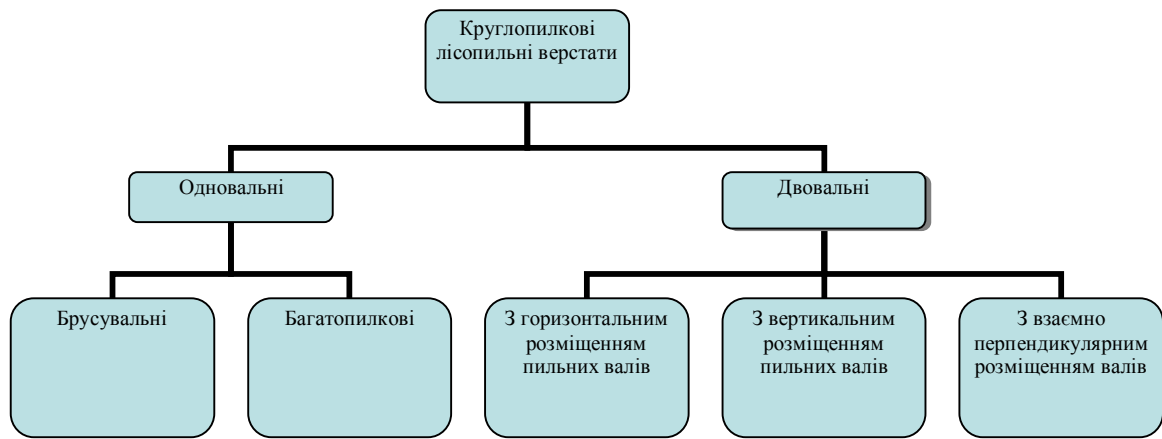 Круглопилкові
лісопильні верстати
Одновальні
Двовальні
Брусувальні
Багатопилкові
З горизонтальним
розміщенням
пильних валів
З вертикальним
розміщенням
пильних валів
З взаємно
перпендикулярним
розміщенням валів